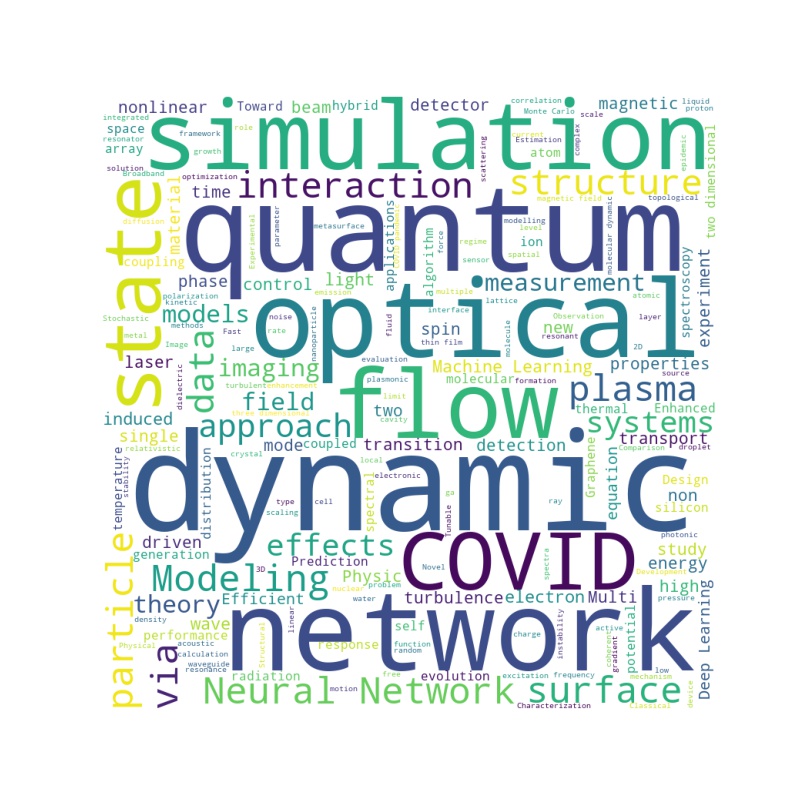 nonlinear
Toward
beam
hybrid
detector
correlation
Monte Carlo
magnetic
liquid
proton
integrated
space
resonator
array
framework
role
growth
simulation
scattering
current
Estimation
atom
scale
complex
epidemic
two dimensional
solution
Broadband
optimization
time
interaction
structure
magnetic field
topological
state
material
diffusion
coupling
quantum
Experimental
parameter
metasurface
applications
force
algorithm
regime
sensor
modelling
level
ion
spatial
molecular dynamic
spectroscopy
experiment
phase
control
light
emission
multiple
measurement
polarization
kinetic
models
Stochastic
metal
methods
Image
Fast
noise
rate
large
nanoparticle
optical
fluid
thin film
interface
lattice
spin
Observation
molecule
new
resonant
atomic
layer
2D
laser
dielectric
data
imaging
turbulent
enhancement
evaluation
plasmonic
Machine Learning
molecular
formation
properties
source
plasma
induced
single
relativistic
field
approach
three dimensional
limit
two
cavity
flow
thermal
Enhanced
systems
mode
coupled
transition
detection
transport
Comparison
droplet
temperature
stability
distribution
crystal
local
spectral
electronic
dynamic
Graphene
equation
Design
non
silicon
photonic
type
cell
scaling
ga
Tunable
ray
driven
generation
effects
Prediction
COVID
study
energy
Development
Modeling
3D
problem
Physic
nuclear
Novel
spectra
high
pressure
particle
theory
Efficient
linear
water
turbulence
electron
Multi
potential
Deep Learning
density
Physical
wave
performance
acoustic
calculation
waveguide
resonance
Structural
response
self
function
random
network
charge
instability
active
coherent
gradient
low
mechanism
device
via
radiation
free
evolution
excitation
frequency
Neural Network
motion
surface
Characterization
Classical